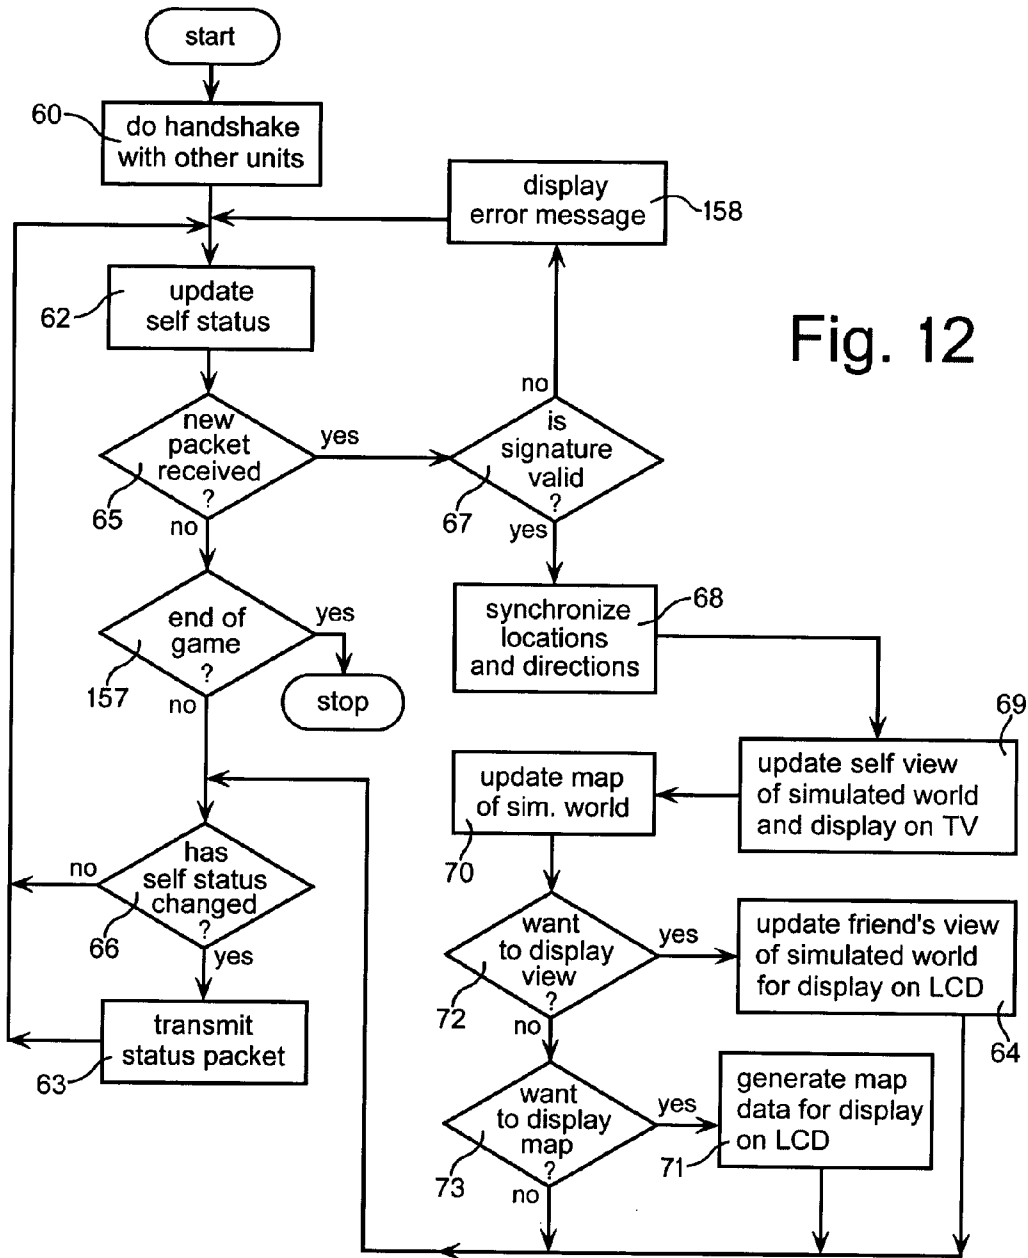 start
60
do handshake
with other units
display
error message
158
update
self status
62
Fig. 12
new
packet
received
?
65
yes
no
is
signature
valid
?
67
no
yes
end of
game
?
157
yes
no
stop
synchronize
locations
and directions
68
69
update self view
of simulated world
and display on TV
update map
of sim. world
70
has
self status
changed
?
66
no
yes
want
to display
view
?
72
yes
no
update friend's view
of simulated world
for display on LCD
64
transmit
status packet
63
want
to display
map
?
73
yes
no
generate map
data for display
on LCD
71